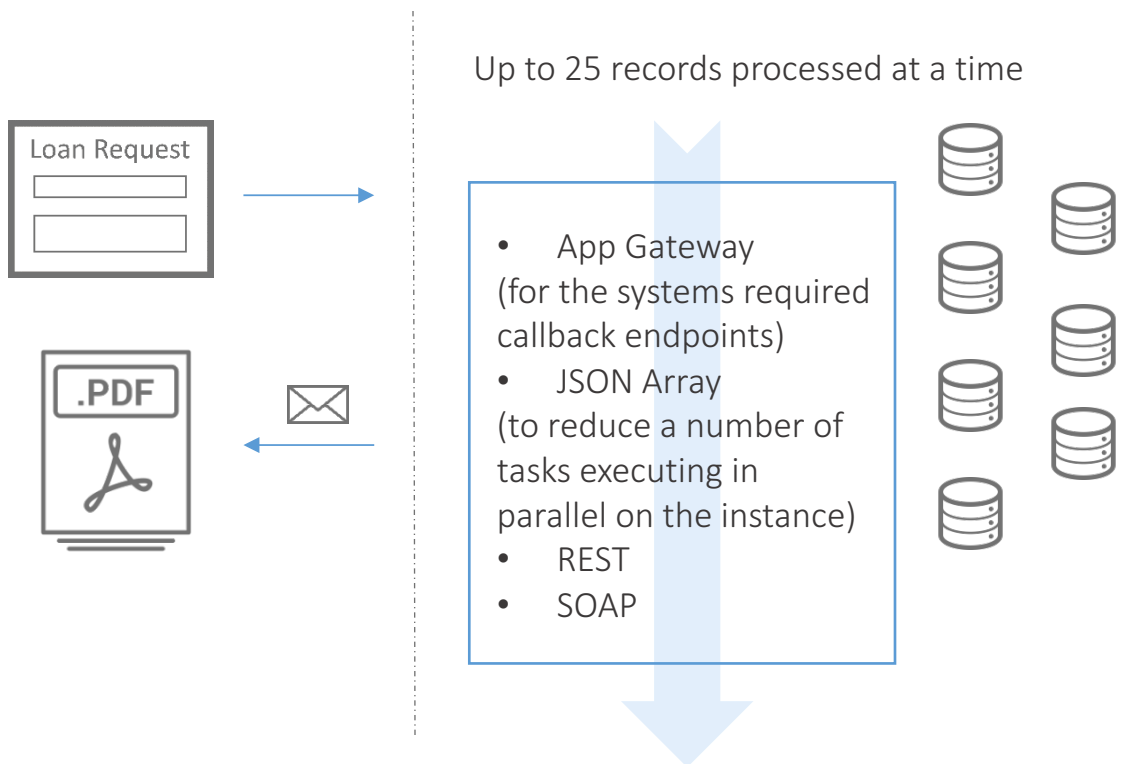 Up to 25 records processed at a time
Loan Request
.PDF
• App Gateway
(for the systems required
callback endpoints)
• JSON Array
(to reduce a number of
tasks executing in
parallel on the instance)
• REST
• SOAP